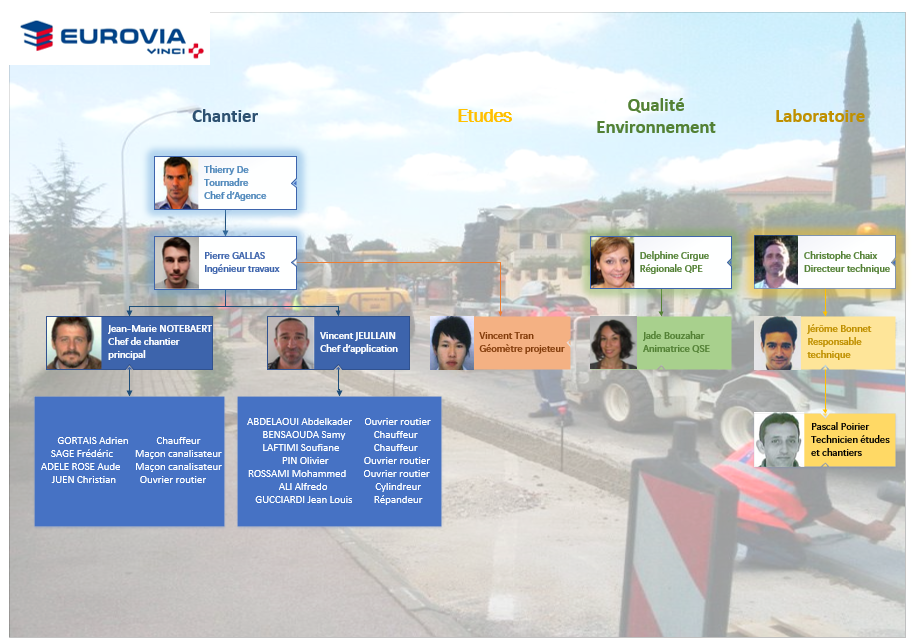 EUROVIA
VINCI
Chantier
Etudes
Qualité
Environnement
Laboratoire
Thierry De
Tournadre
Chef d'Agence
Pierre GALLAS
Ingénieur travaux
Delphine Cirgue
Régionale QPE
Christophe Chaix
Directeur technique
Jean-Marie NOTEBAERT
Chef de chantier
principal
Vincent JEULLAIN
Chef d'application
Vincent Tran
Géomètre projeteur
Jade Bouzahar
Animatrice QSE
Jérôme Bonnet
Responsable
technique
Pascal Poirier
Technicien études
et chantiers
GORTAIS Adrien Chauffeur
SAGE Frédéric Maçon canalisateur
ADELE ROSE Aude Maçon canalisateur
JUEN Christian Ouvrier routier
ABDELAOUI Abdelkader Ouvrier routier
BENSAOUDA Samy Chauffeur
LAFTIMI Soufiane Chauffeur
PIN Olivier Ouvrier routier
ROSSAMI Mohammed Ouvrier routier
ALI Alfredo Cylindreur
GUCCIARDI Jean Louis Répandeur